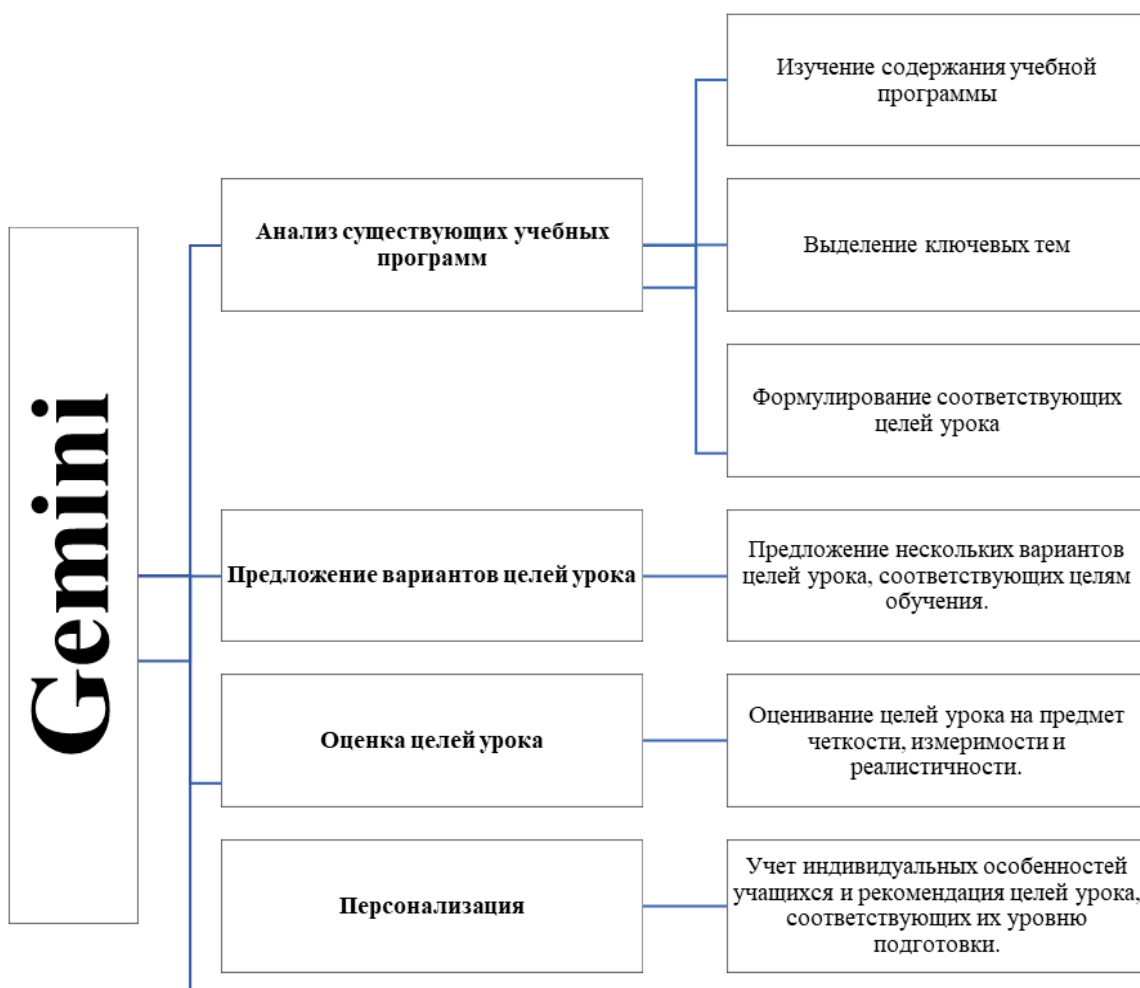 Gemini
Анализ существующих учебных
программ
Изучение содержания учебной
программы
Выделение ключевых тем
Формулирование соответствующих
целей урока
Предложение вариантов целей урока
Предложение нескольких вариантов
целей урока, соответствующих целям
обучения.
Оценка целей урока
Оценивание целей урока на предмет
четкости, измеримости и
реалистичности.
Персонализация
Учет индивидуальных особенностей
учащихся и рекомендация целей урока,
соответствующих их уровню
подготовки.